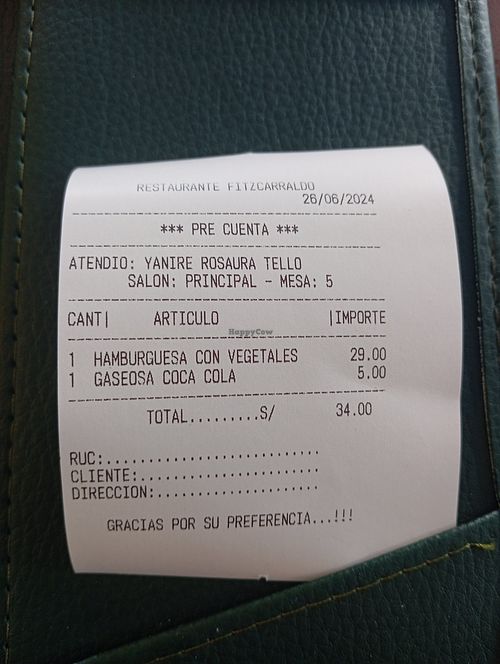 RESTAURANTE FITZCARRALDO
26/06/2024
*** PRE CUENTA ***
ATENDIO: YANIRE ROSAURA TELLO
SALON: PRINCIPAL - MESA: 5
CANT| ARTICULO |IMPORTE
HappyCow
1 HAMBURGUESA CON VEGETALES 29.00
1 GASEOSA COCA COLA 5.00
TOTAL.........S/ 34.00
RUC:.............................
CLIENTE:........................
DIRECCION:.....................
GRACIAS POR SU PREFERENCIA...!!!